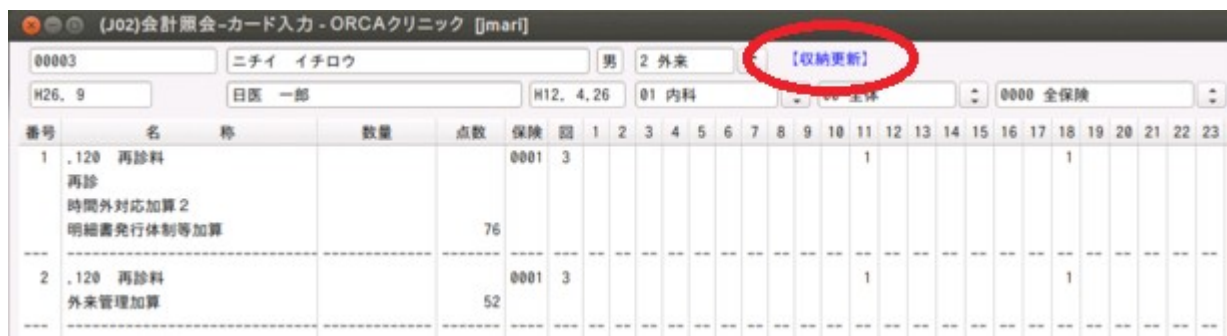 (J02)会計照会-カード入力 - ORCAクリニック [jmari]
00003 ニチイ イチロウ 男 2 外来 【収納更新】
H26. 9 日医 一郎 H12. 4.26 01 内科 00 全体 0000 全保険
番号 名 称 数量 点数 保険 回 1 2 3 4 5 6 7 8 9 10 11 12 13 14 15 16 17 18 19 20 21 22 23
1 .120 再診料 0001 3 1 1
再診
時間外対応加算2
明細書発行体制等加算 76
2 .120 再診料 0001 3 1 1
外来管理加算 52